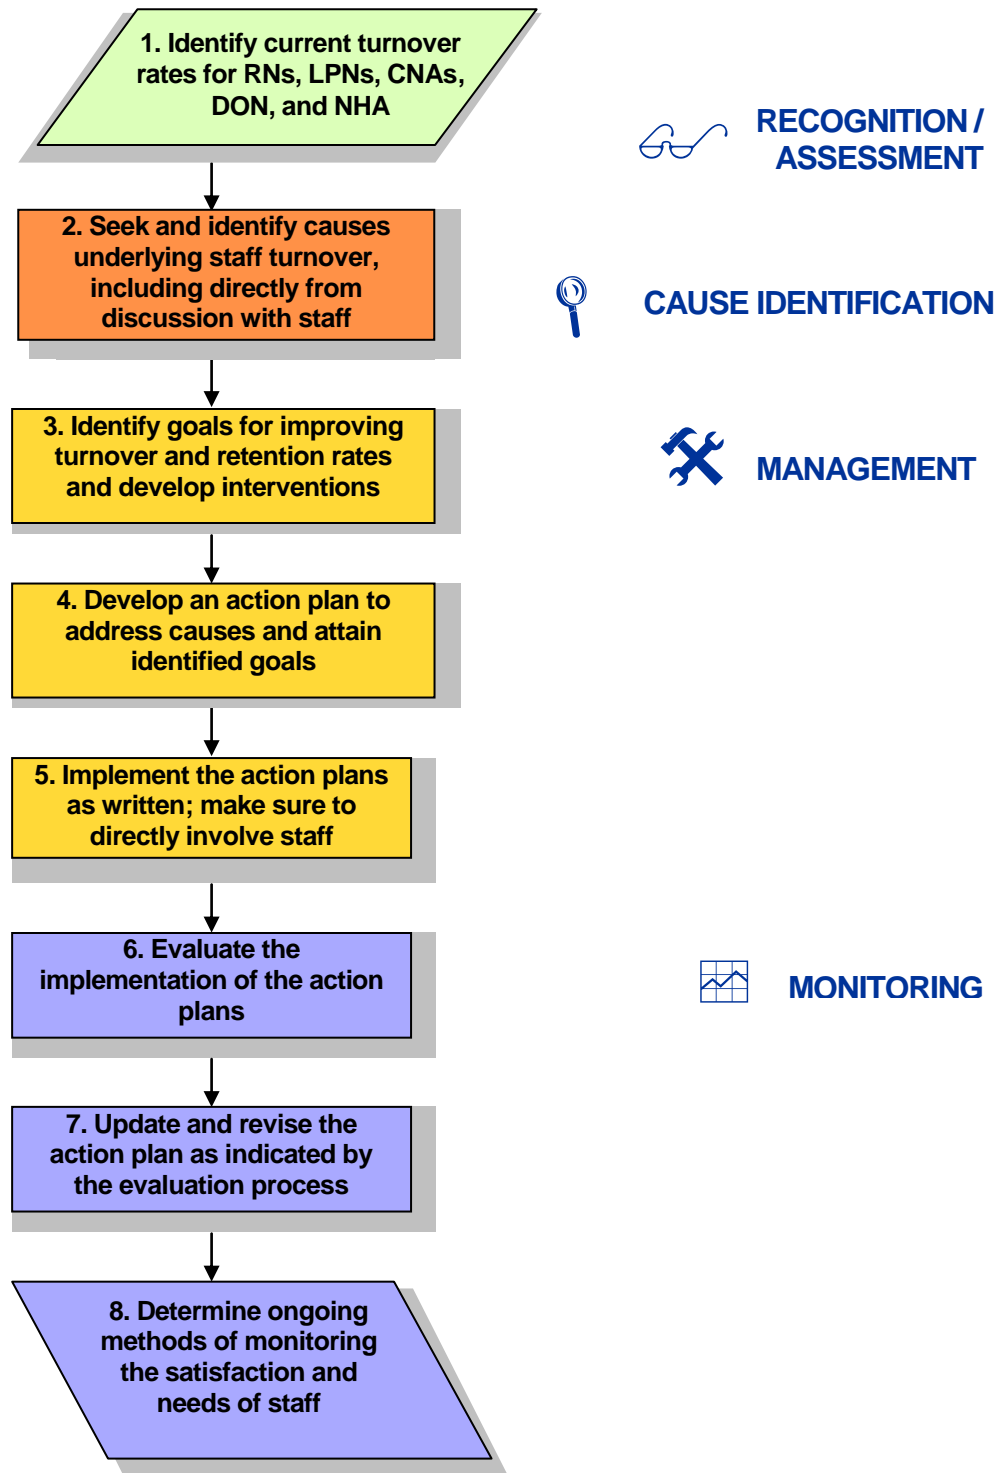 1. Identify current turnover
rates for RNs, LPNs, CNAs,
DON, and NHA
RECOGNITION /
ASSESSMENT
2. Seek and identify causes
underlying staff turnover,
including directly from
discussion with staff
CAUSE IDENTIFICATION
3. Identify goals for improving
turnover and retention rates
and develop interventions
MANAGEMENT
4. Develop an action plan to
address causes and attain
identified goals
5. Implement the action plans
as written; make sure to
directly involve staff
6. Evaluate the
implementation of the action
plans
MONITORING
7. Update and revise the
action plan as indicated by
the evaluation process
8. Determine ongoing
methods of monitoring
the satisfaction and
needs of staff